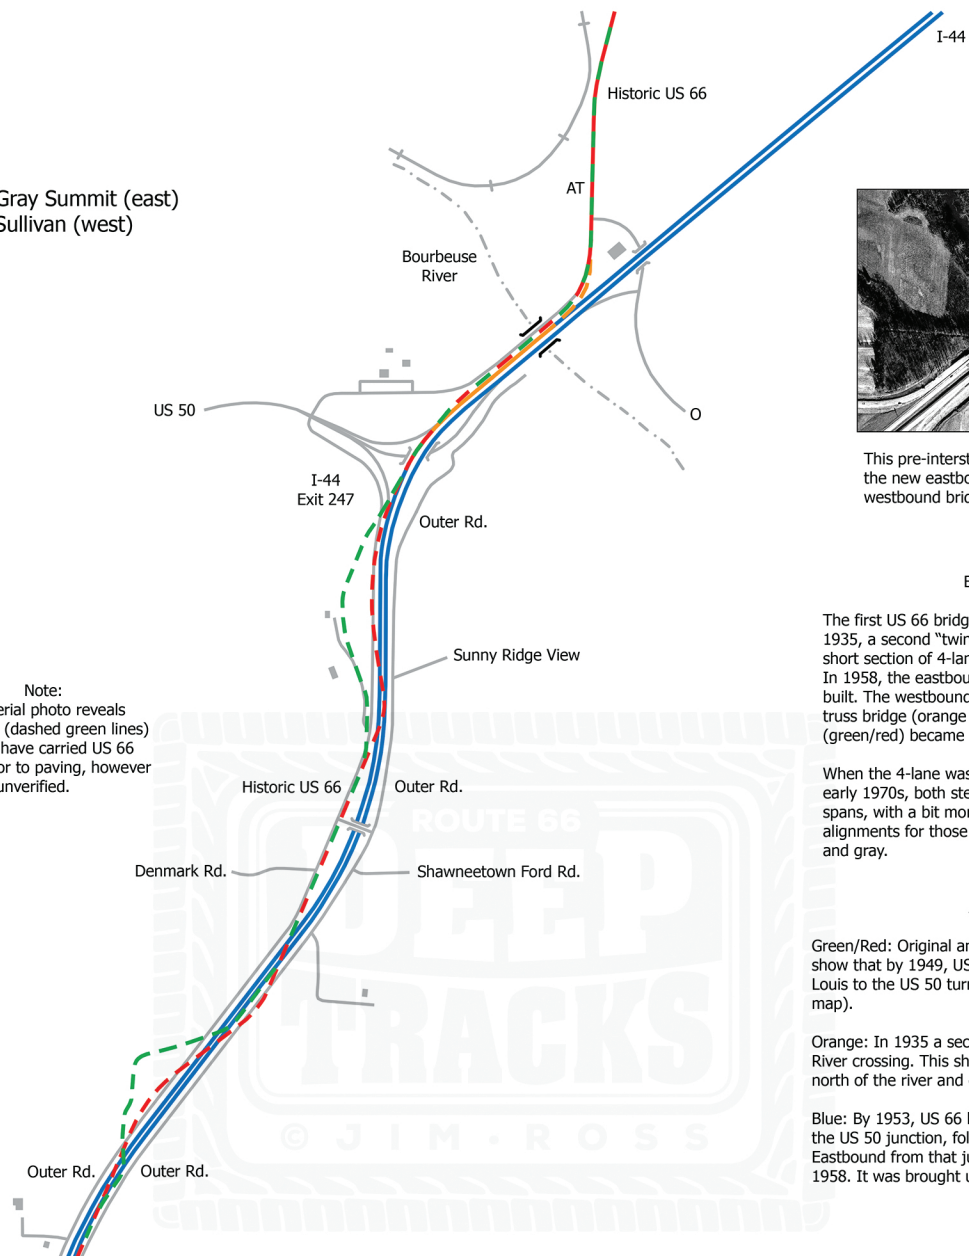 I-44
Historic US 66
AT
Gray Summit (east)
Sullivan (west)
Bourbeuse
River
O
US 50
I-44
Exit 247
Outer Rd.
This pre-interst
the new eastbo
westbound brid
Sunny Ridge View
E
The first US 66 bridg
1935, a second “twin
short section of 4-lan
In 1958, the eastbou
built. The westbound
truss bridge (orange
(green/red) became
When the 4-lane was
early 1970s, both ste
spans, with a bit mor
alignments for those
and gray.
Note:
erial photo reveals
(dashed green lines)
have carried US 66
or to paving, however
unverified.
Historic US 66
Outer Rd.
ROUTE 66
DEEP
TRACKS
© JIM · ROSS
Denmark Rd.
Shawneetown Ford Rd.
Green/Red: Original an
show that by 1949, US
Louis to the US 50 turn
map).
Orange: In 1935 a sec
River crossing. This sh
north of the river and
Blue: By 1953, US 66 h
the US 50 junction, fol
Eastbound from that ju
1958. It was brought u
Outer Rd.
Outer Rd.